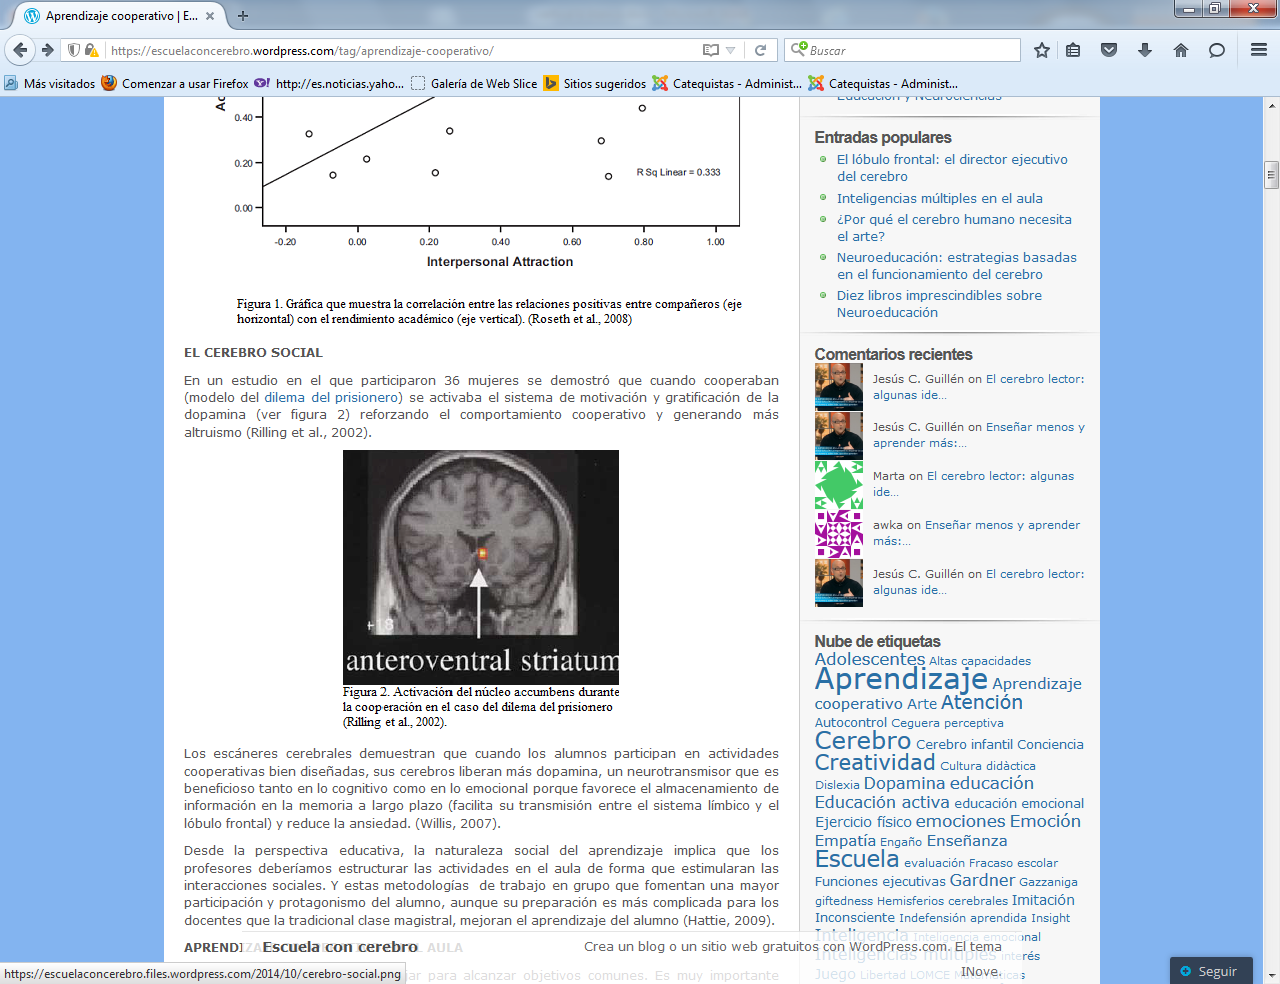 Aprendizaje cooperativo | E...
https://escuelaconcerebro.wordpress.com/tag/aprendizaje-cooperativo/
Buscar
Más visitados
Comenzar a usar Firefox
http://es.noticias.yaho...
Galería de Web Slice
Sitios sugeridos
Catequistas - Administ...
Catequistas - Administ...
0.40
0.20
0.00
R Sq Linear = 0.333
-0.20 0.00 0.20 0.40 0.60 0.80 1.00
Interpersonal Attraction
Figura 1. Gráfica que muestra la correlación entre las relaciones positivas entre compañeros (eje
horizontal) con el rendimiento académico (eje vertical). (Roseth et al., 2008)
EL CEREBRO SOCIAL
En un estudio en el que participaron 36 mujeres se demostró que cuando cooperaban
(modelo del dilema del prisionero) se activaba el sistema de motivación y gratificación de la
dopamina (ver figura 2) reforzando el comportamiento cooperativo y generando más
altruismo (Rilling et al., 2002).
+18
anteroventral striatum
Figura 2. Activación del núcleo accumbens durante
la cooperación en el caso del dilema del prisionero
(Rilling et al., 2002).
Los escáneres cerebrales demuestran que cuando los alumnos participan en actividades
cooperativas bien diseñadas, sus cerebros liberan más dopamina, un neurotransmisor que es
beneficioso tanto en lo cognitivo como en lo emocional porque favorece el almacenamiento de
información en la memoria a largo plazo (facilita su transmisión entre el sistema límbico y el
lóbulo frontal) y reduce la ansiedad. (Willis, 2007).
Desde la perspectiva educativa, la naturaleza social del aprendizaje implica que los
profesores deberíamos estructurar las actividades en el aula de forma que estimularan las
interacciones sociales. Y estas metodologías de trabajo en grupo que fomentan una mayor
participación y protagonismo del alumno, aunque su preparación es más complicada para los
docentes que la tradicional clase magistral, mejoran el aprendizaje del alumno (Hattie, 2009).
AULA
para alcanzar objetivos comunes. Es muy importante
Educación y Neurociencias
Entradas populares
El lóbulo frontal: el director ejecutivo
del cerebro
Inteligencias múltiples en el aula
¿Por qué el cerebro humano necesita
el arte?
Neuroeducación: estrategias basadas
en el funcionamiento del cerebro
Diez libros imprescindibles sobre
Neuroeducación
Comentarios recientes
Jesús C. Guillén on El cerebro lector:
algunas ide...
Jesús C. Guillén on Enseñar menos y
aprender más:...
Marta on El cerebro lector: algunas
ide...
awka on Enseñar menos y aprender
más:...
Jesús C. Guillén on El cerebro lector:
algunas ide...
Nube de etiquetas
Adolescentes Altas capacidades
Aprendizaje Aprendizaje
cooperativo Arte Atención
Autocontrol Ceguera perceptiva
Cerebro Cerebro infantil Conciencia
Creatividad Cultura didàctica
Dislexia Dopamina educación
Educación activa educación emocional
Ejercicio físico emociones Emoción
Empatía Engaño Enseñanza
Escuela evaluación Fracaso escolar
Funciones ejecutivas Gardner Gazzaniga
giftedness Hemisferios cerebrales Imitación
Inconsciente Indefensión aprendida Insight
Inteligencia Inteligencia emocional
Inteligencias múltiples interés
Juego Libertad LOMCE Matemáticas
Escuela con cerebro
Crea un blog o un sitio web gratuitos con WordPress.com. El tema
INove.
https://escuelaconcerebro.files.wordpress.com/2014/10/cerebro-social.png
Seguir